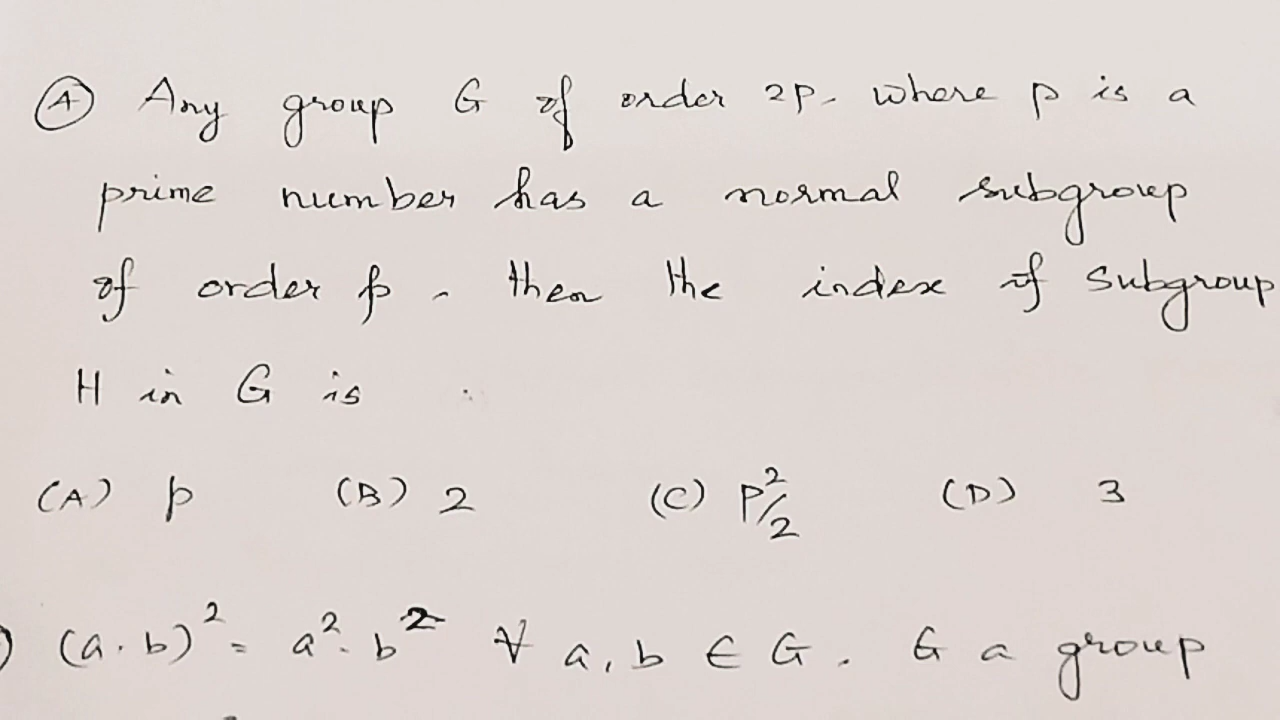 (A) Any group G of order 2p, where p is a
prime number has a normal subgroup
of order p. then the index of subgroup
H in G is
(A) p (B) 2 (C) p²/2 (D) 3
) (a.b)² = a².b² ∀ a, b ∈ G. G a group